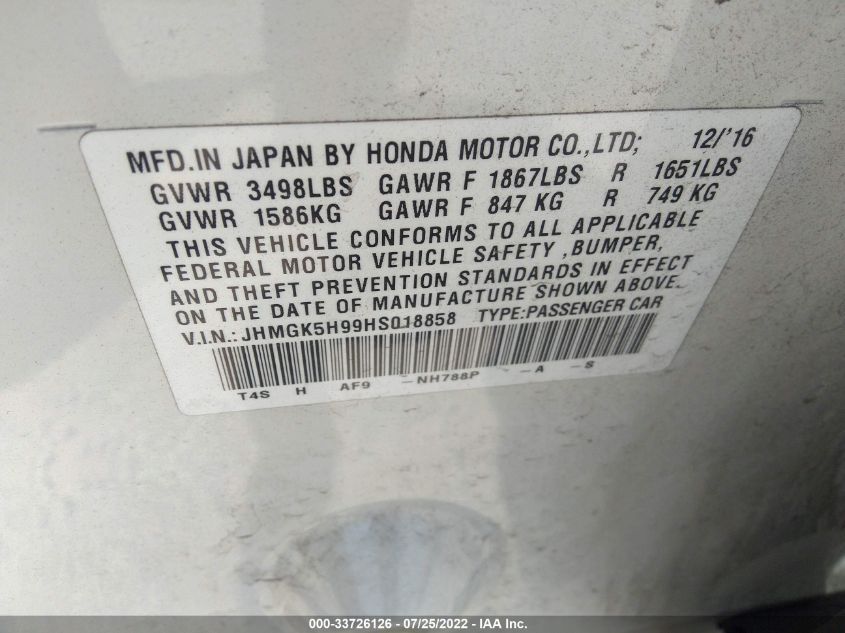 MFD.IN JAPAN BY HONDA MOTOR CO.,LTD; 12/'16
GVWR 3498LBS GAWR F 1867LBS R 1651LBS
GVWR 1586KG GAWR F 847 KG R 749 KG
THIS VEHICLE CONFORMS TO ALL APPLICABLE
FEDERAL MOTOR VEHICLE SAFETY ,BUMPER,
AND THEFT PREVENTION STANDARDS IN EFFECT
ON THE DATE OF MANUFACTURE SHOWN ABOVE.
V.I.N.: JHMGK5H99HS018858 TYPE:PASSENGER CAR
T4S H AF9 -NH788P -A -S
000-33726126 - 07/25/2022 - IAA Inc.